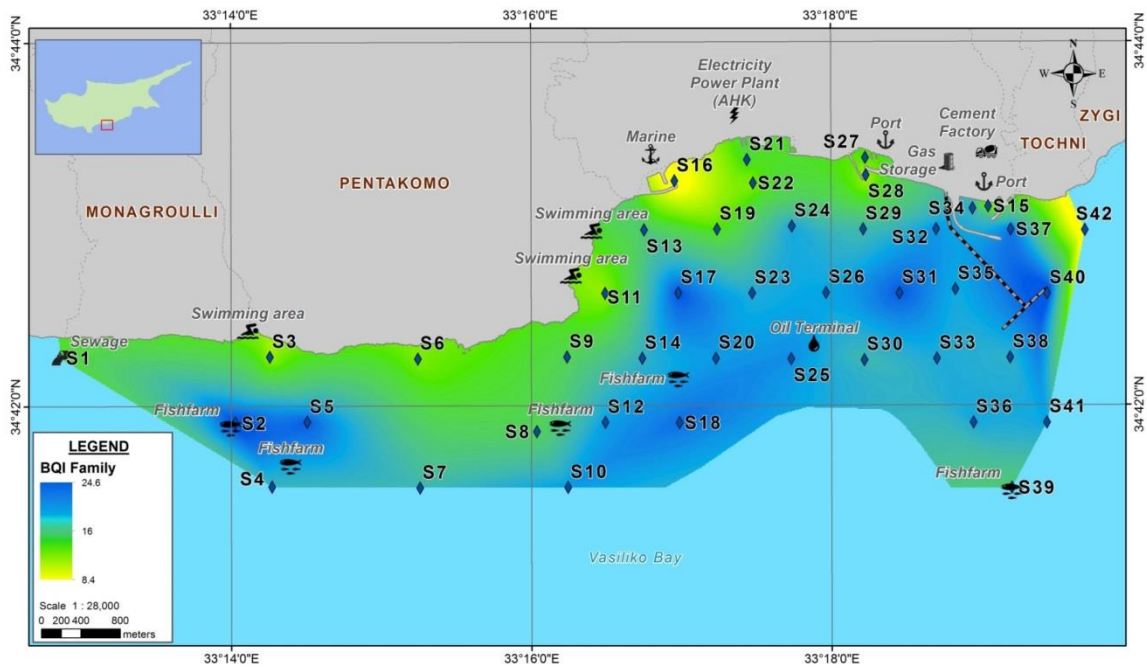 33°14'0"E
33°16'0"E
33°18'0"E
34°44'0"N
34°44'0"N
N
W
E
S
Electricity
Power Plant
(AHK)
Port
Cement
Factory
ZYGI
TOCHNI
Marine
S21
S27
Gas
Storage
Port
PENTAKOMO
S16
S22
S28
MONAGROULLI
S34
S15
S42
Swimming area
S19
S24
S29
S32
S37
S13
Swimming area
S17
S23
S26
S31
S35
S40
S11
Swimming area
Oil Terminal
Sewage
S1
S3
S6
S9
S14
S20
S25
S30
S33
S38
Fishfarm
34°42'0"N
34°42'0"N
Fishfarm
S2
S5
Fishfarm
S8
S12
S18
S36
S41
Fishfarm
S4
S7
S10
Fishfarm
S39
LEGEND
BQI Family
24.6
16
8.4
Scale 1 : 28,000
0 200 400 800
meters
Vasiliko Bay
33°14'0"E
33°16'0"E
33°18'0"E